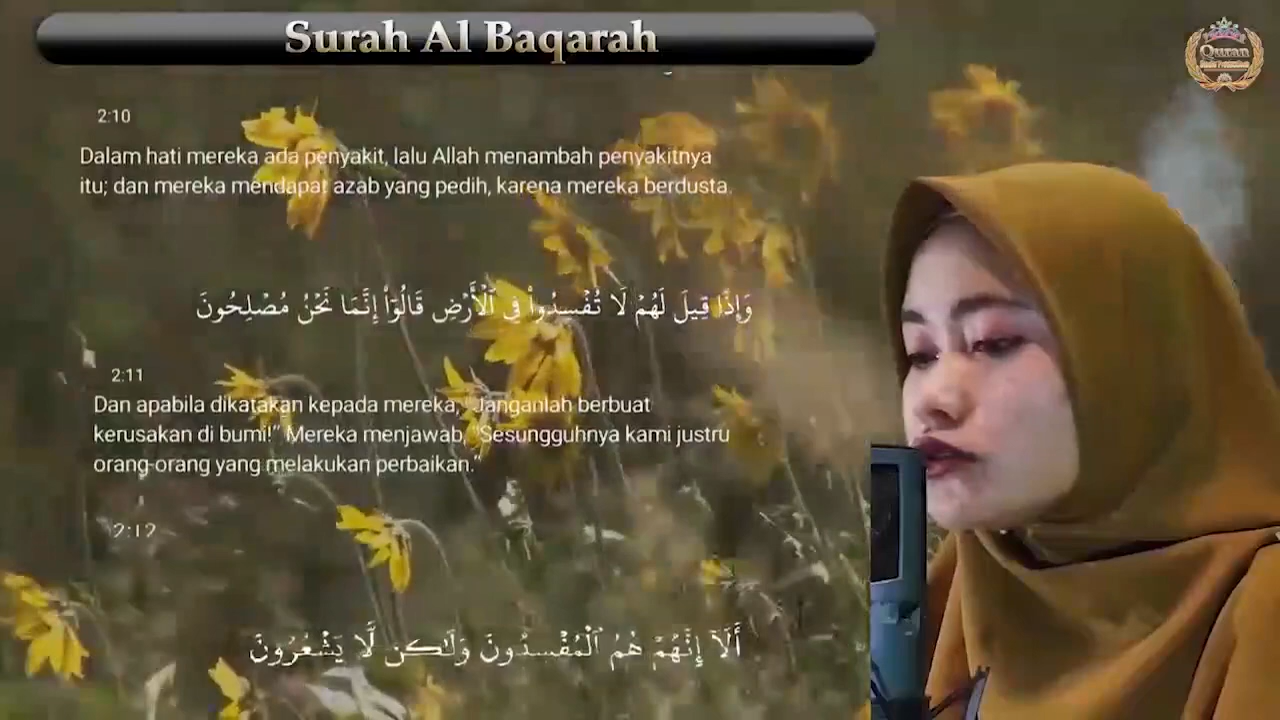 Surah Al Baqarah
Quran
2:10
Dalam hati mereka ada penyakit, lalu Allah menambah penyakitnya
itu; dan mereka mendapat azab yang pedih, karena mereka berdusta.
وَإِذَا قِيلَ لَهُمْ لَا تُفْسِدُوا۟ فِى ٱلْأَرْضِ قَالُوٓا۟ إِنَّمَا نَحْنُ مُصْلِحُونَ
2:11
Dan apabila dikatakan kepada mereka, "Janganlah berbuat
kerusakan di bumi!" Mereka menjawab, "Sesungguhnya kami justru
orang-orang yang melakukan perbaikan."
2:12
أَلَآ إِنَّهُمْ هُمُ ٱلْمُفْسِدُونَ وَلَـٰكِن لَّا يَشْعُرُونَ